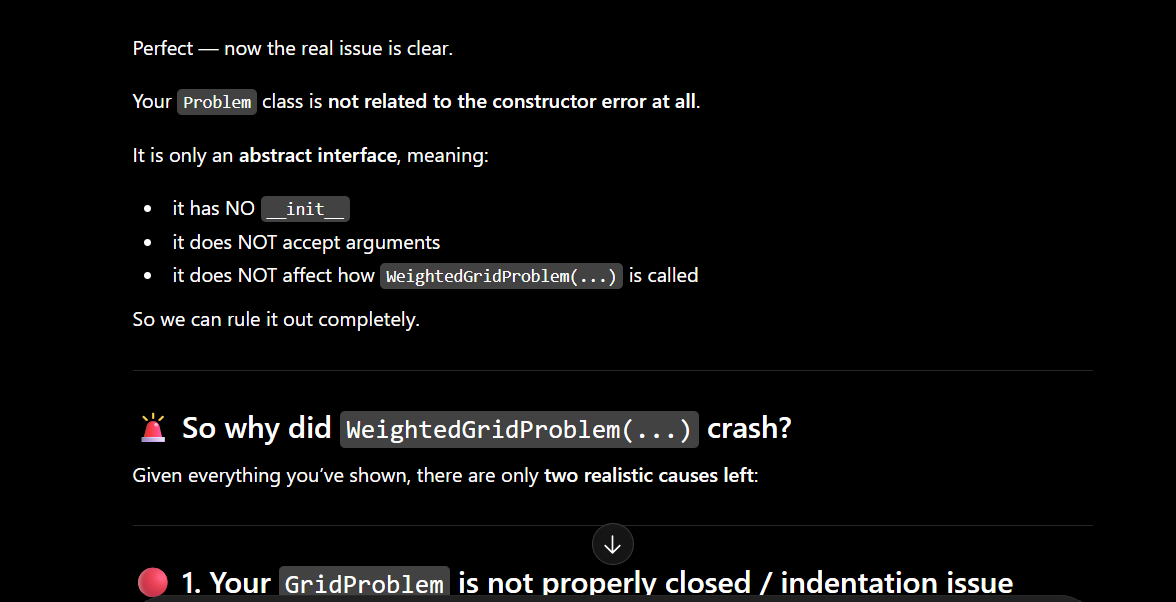 Perfect — now the real issue is clear.
Your Problem class is not related to the constructor error at all.
It is only an abstract interface, meaning:
• it has NO __init__
• it does NOT accept arguments
• it does NOT affect how WeightedGridProblem(...) is called
So we can rule it out completely.
🚨 So why did WeightedGridProblem(...) crash?
Given everything you’ve shown, there are only two realistic causes left:
🔴 1. Your GridProblem is not properly closed / indentation issue